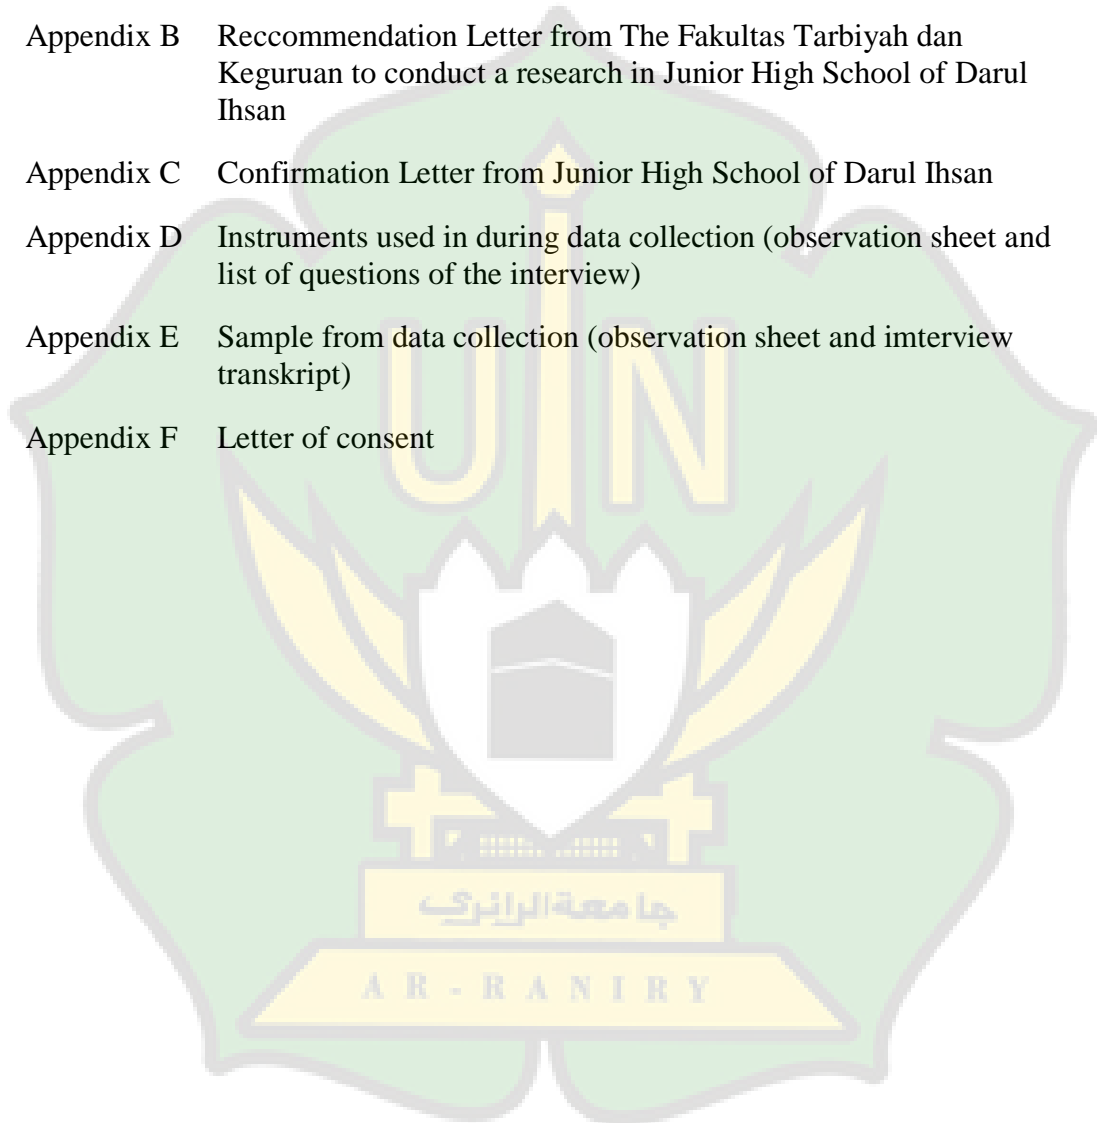 Appendix B Reccommendation Letter from The Fakultas Tarbiyah dan
Keguruan to conduct a research in Junior High School of Darul
Ihsan
Appendix C Confirmation Letter from Junior High School of Darul Ihsan
Appendix D Instruments used in during data collection (observation sheet and
list of questions of the interview)
Appendix E Sample from data collection (observation sheet and imterview
transkript)
Appendix F Letter of consent
UIN
جامعة الرانري
AR-RANIRY